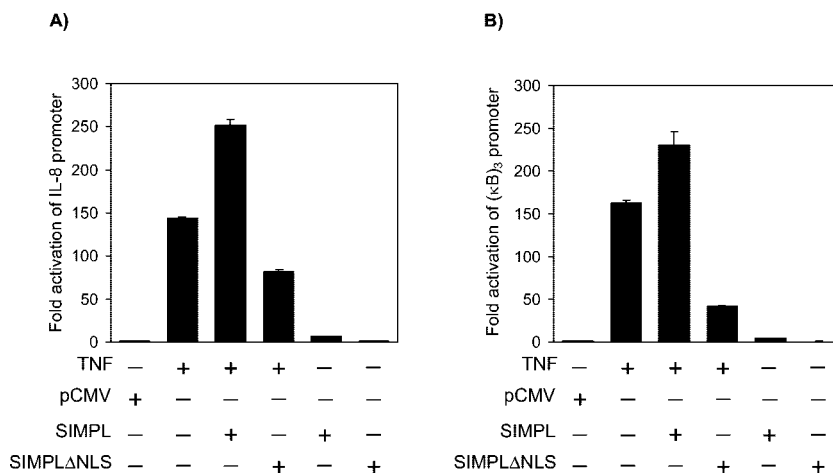 A)
B)
Fold activation of IL-8 promoter
300
250
200
150
100
50
0
TNF − + + + − −
pCMV + − − − − −
SIMPL − − + − + −
SIMPLΔNLS − − − + − +
Fold activation of (κB)3 promoter
300
250
200
150
100
50
0
TNF − + + + − −
pCMV + − − − − −
SIMPL − − + − + −
SIMPLΔNLS − − − + − +